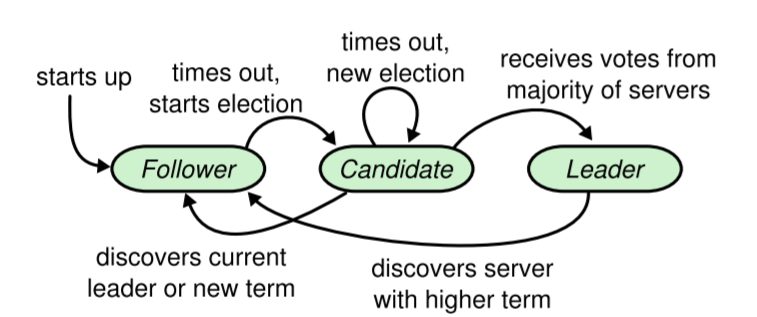 starts up
times out,
starts election
times out,
new election
receives votes from
majority of servers
Follower
Candidate
Leader
discovers current
leader or new term
discovers server
with higher term